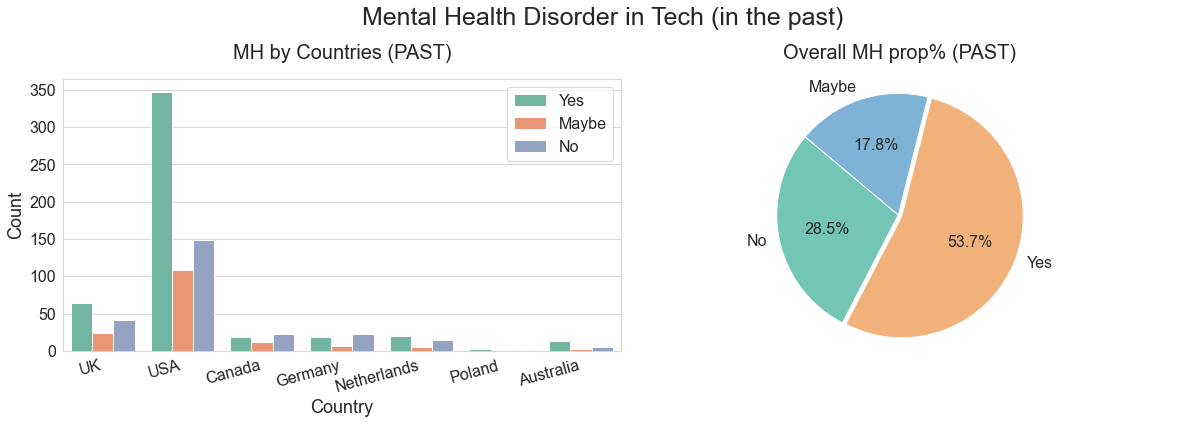 Mental Health Disorder in Tech (in the past)
MH by Countries (PAST)
350
300
250
200
150
100
50
0
Count
Yes
Maybe
No
UK
USA
Canada
Germany
Netherlands
Poland
Australia
Country
Overall MH prop% (PAST)
Maybe
17.8%
28.5%
No
53.7%
Yes